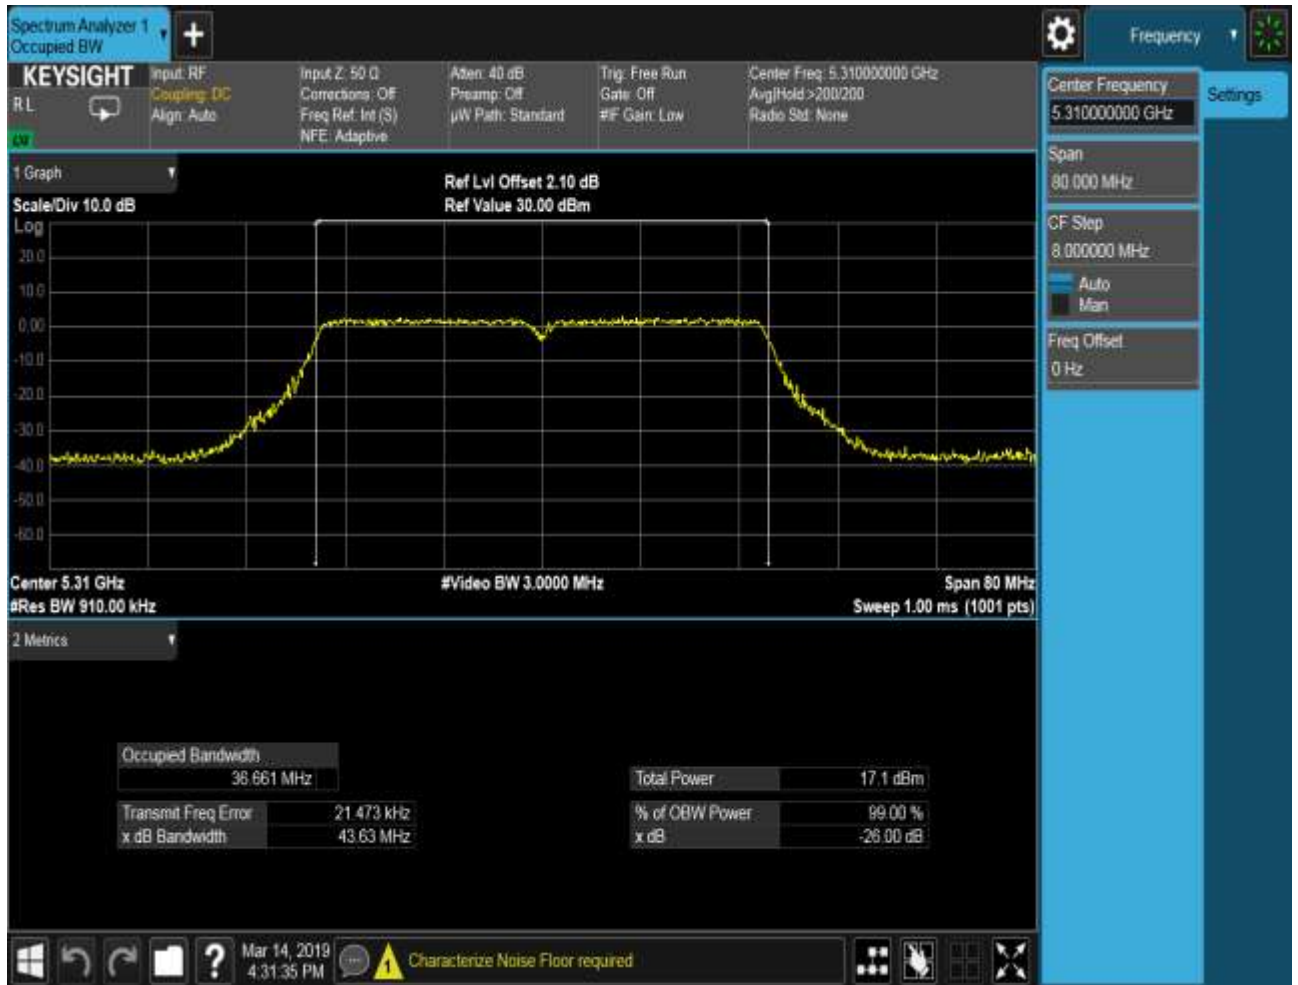 Spectrum Analyzer 1
Occupied BW
Frequency
KEYSIGHT
R L
Input: RF
Coupling: DC
Align: Auto
Input Z: 50 Ω
Corrections: Off
Freq Ref: Int (S)
NFE: Adaptive
Atten: 40 dB
Preamp: Off
µW Path: Standard
Trig: Free Run
Gate: Off
#IF Gain: Low
Center Freq: 5.310000000 GHz
Avg|Hold:>200/200
Radio Std: None
Center Frequency
5.310000000 GHz
Settings
Span
80.000 MHz
CF Step
8.000000 MHz
Auto
Man
Freq Offset
0 Hz
1 Graph
Scale/Div 10.0 dB
Ref Lvl Offset 2.10 dB
Ref Value 30.00 dBm
Log
20.0
10.0
0.00
-10.0
-20.0
-30.0
-40.0
-50.0
-60.0
Center 5.31 GHz
#Video BW 3.0000 MHz
Span 80 MHz
#Res BW 910.00 kHz
Sweep 1.00 ms (1001 pts)
2 Metrics
Occupied Bandwidth
36.661 MHz
Total Power 17.1 dBm
Transmit Freq Error 21.473 kHz
% of OBW Power 99.00 %
x dB Bandwidth 43.63 MHz
x dB -26.00 dB
?
Mar 14, 2019
4:31:35 PM
1
Characterize Noise Floor required